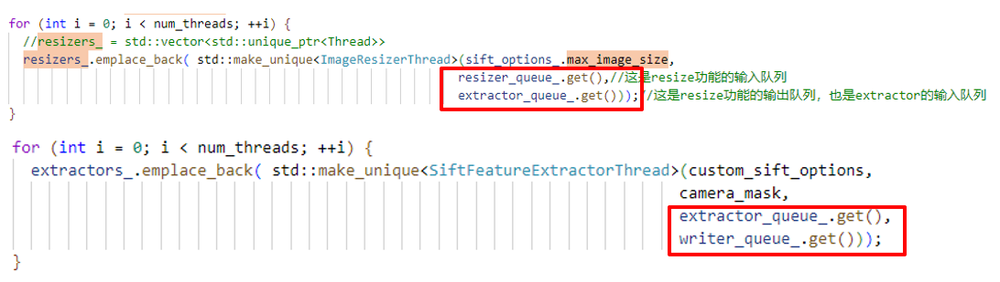 for (int i = 0; i < num_threads; ++i) {
//resizers_ = std::vector<std::unique_ptr<Thread>>
resizers_.emplace_back( std::make_unique<ImageResizerThread>(sift_options_.max_image_size,
resizer_queue_.get(),//这是resize功能的输入队列
extractor_queue_.get()));//这是resize功能的输出队列，也是extractor的输入队列
}
for (int i = 0; i < num_threads; ++i) {
extractors_.emplace_back( std::make_unique<SiftFeatureExtractorThread>(custom_sift_options,
camera_mask,
extractor_queue_.get(),
writer_queue_.get()));
}